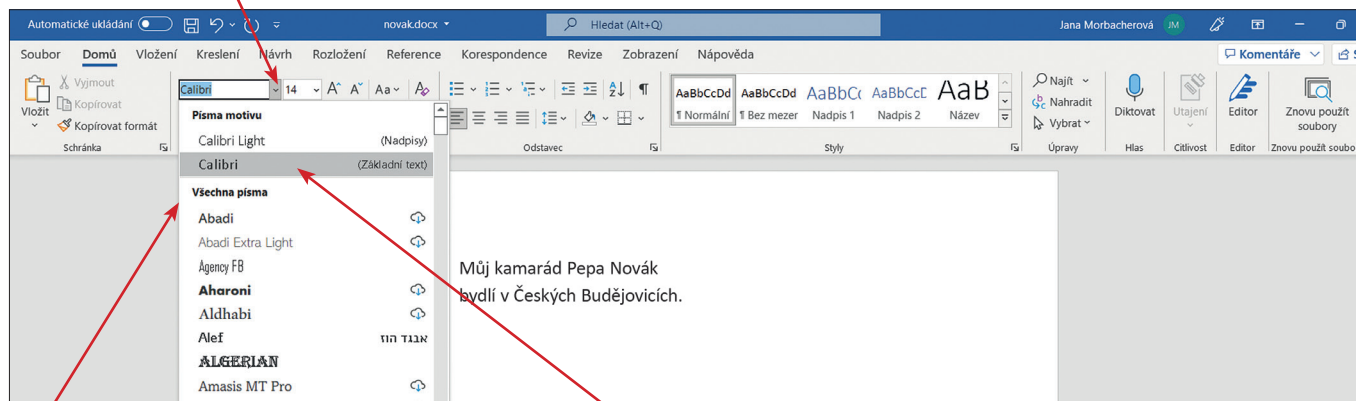 Automatické ukládání novak.docx Hledat (Alt+Q) Jana Morbacherová JM
Soubor Domů Vložení Kreslení Návrh Rozložení Reference Korespondence Revize Zobrazení Nápověda Komentáře
Vložit
Vyjmout
Kopírovat
Kopírovat formát
Schránka
Calibri 14
Písma motivu
Calibri Light (Nadpisy)
Calibri (Základní text)
Všechna písma
Abadi
Abadi Extra Light
Agency FB
Aharoni
Aldhabi
Alef אבגד הוז
ALGERIAN
Amasis MT Pro
Odstavec
AaBbCcDd AaBbCcDd AaBbCc AaBbCcE AaB
¶ Normální ¶ Bez mezer Nadpis 1 Nadpis 2 Název
Styly
Najít
Nahradit
Vybrat
Úpravy
Diktovat
Hlas
Utajení
Citlivost
Editor
Editor
Znovu použít
soubory
Znovu použít soubo
Můj kamarád Pepa Novák
bydlí v Českých Budějovicích.